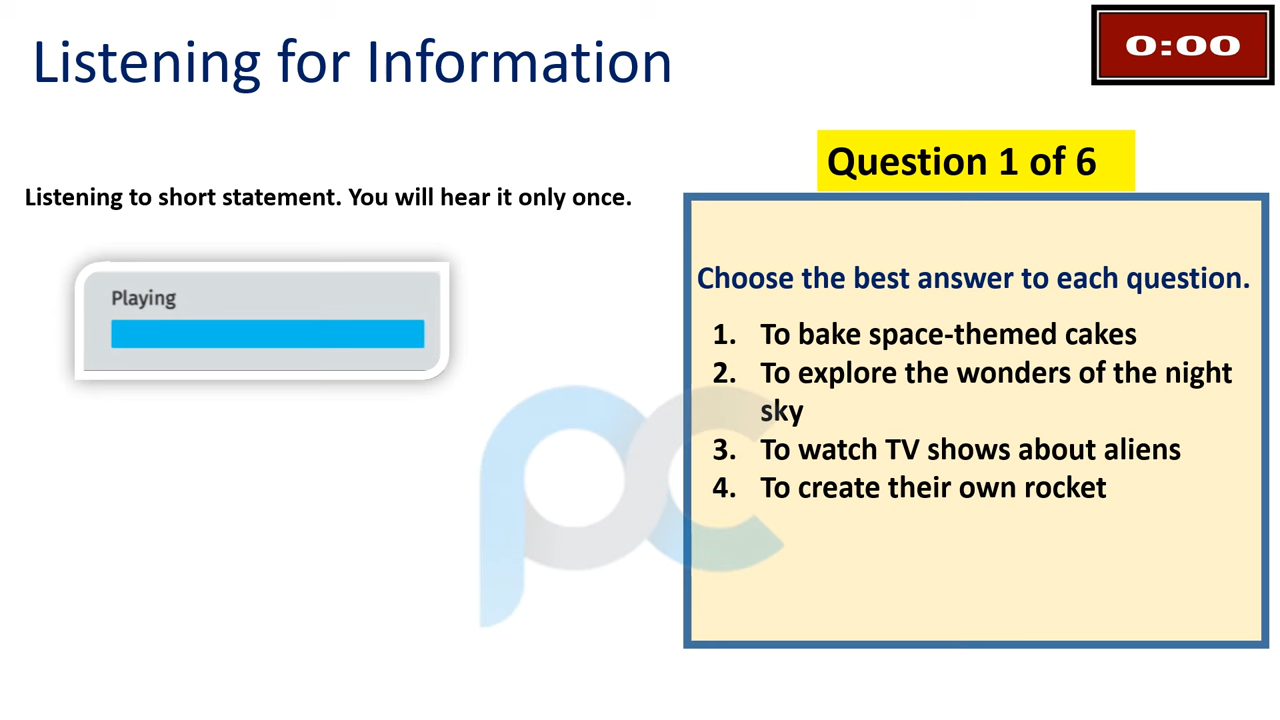 Listening for Information
0:00
Listening to short statement. You will hear it only once.
Playing
Question 1 of 6
Choose the best answer to each question.
1. To bake space-themed cakes
2. To explore the wonders of the night
sky
3. To watch TV shows about aliens
4. To create their own rocket
pc